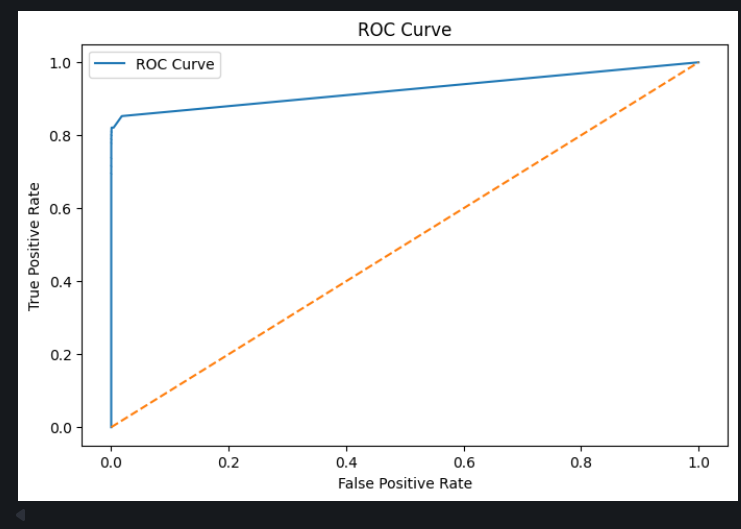 ROC Curve
ROC Curve
1.0
0.8
0.6
0.4
0.2
0.0
True Positive Rate
0.0 0.2 0.4 0.6 0.8 1.0
False Positive Rate